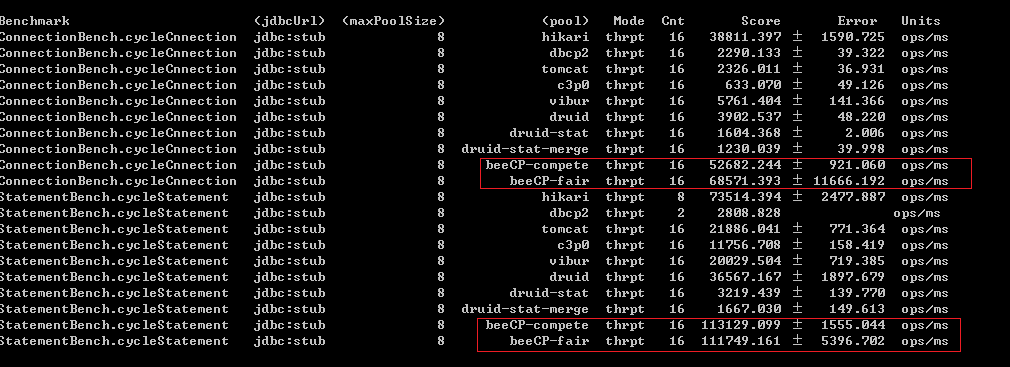 Benchmark (jdbcUrl) (maxPoolSize) (pool) Mode Cnt Score Error Units
ConnectionBench.cycleCnnection jdbc:stub 8 hikari thrpt 16 38811.397 ± 1590.725 ops/ms
ConnectionBench.cycleCnnection jdbc:stub 8 dbcp2 thrpt 16 2290.133 ± 39.322 ops/ms
ConnectionBench.cycleCnnection jdbc:stub 8 tomcat thrpt 16 2326.011 ± 36.931 ops/ms
ConnectionBench.cycleCnnection jdbc:stub 8 c3p0 thrpt 16 633.070 ± 49.126 ops/ms
ConnectionBench.cycleCnnection jdbc:stub 8 vibur thrpt 16 5761.404 ± 141.366 ops/ms
ConnectionBench.cycleCnnection jdbc:stub 8 druid thrpt 16 3902.537 ± 48.220 ops/ms
ConnectionBench.cycleCnnection jdbc:stub 8 druid-stat thrpt 16 1604.368 ± 2.006 ops/ms
ConnectionBench.cycleCnnection jdbc:stub 8 druid-stat-merge thrpt 16 1230.039 ± 39.998 ops/ms
ConnectionBench.cycleCnnection jdbc:stub 8 beeCP-compete thrpt 16 52682.244 ± 921.060 ops/ms
ConnectionBench.cycleCnnection jdbc:stub 8 beeCP-fair thrpt 16 68571.393 ± 11666.192 ops/ms
StatementBench.cycleStatement jdbc:stub 8 hikari thrpt 8 73514.394 ± 2477.887 ops/ms
StatementBench.cycleStatement jdbc:stub 8 dbcp2 thrpt 2 2808.828 ops/ms
StatementBench.cycleStatement jdbc:stub 8 tomcat thrpt 16 21886.041 ± 771.364 ops/ms
StatementBench.cycleStatement jdbc:stub 8 c3p0 thrpt 16 11756.708 ± 158.419 ops/ms
StatementBench.cycleStatement jdbc:stub 8 vibur thrpt 16 20029.504 ± 719.385 ops/ms
StatementBench.cycleStatement jdbc:stub 8 druid thrpt 16 36567.167 ± 1897.679 ops/ms
StatementBench.cycleStatement jdbc:stub 8 druid-stat thrpt 16 3219.439 ± 139.770 ops/ms
StatementBench.cycleStatement jdbc:stub 8 druid-stat-merge thrpt 16 1667.030 ± 149.613 ops/ms
StatementBench.cycleStatement jdbc:stub 8 beeCP-compete thrpt 16 113129.099 ± 1555.044 ops/ms
StatementBench.cycleStatement jdbc:stub 8 beeCP-fair thrpt 16 111749.161 ± 5396.702 ops/ms